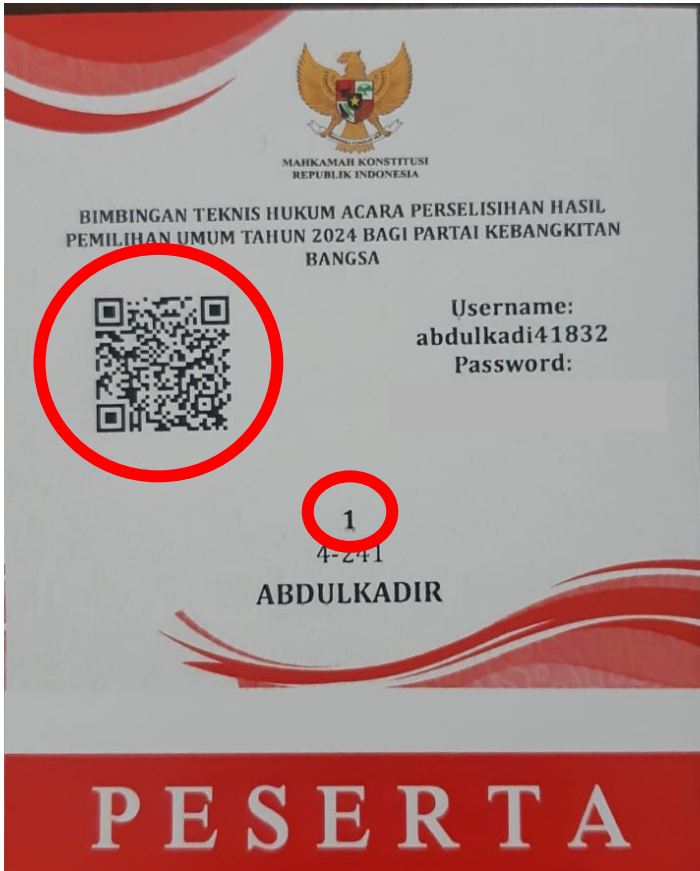 MAHKAMAH KONSTITUSI
REPUBLIK INDONESIA
BIMBINGAN TEKNIS HUKUM ACARA PERSELISIHAN HASIL
PEMILIHAN UMUM TAHUN 2024 BAGI PARTAI KEBANGKITAN
BANGSA
Username:
abdulkadi41832
Password:
1
4-241
ABDULKADIR
PESERTA